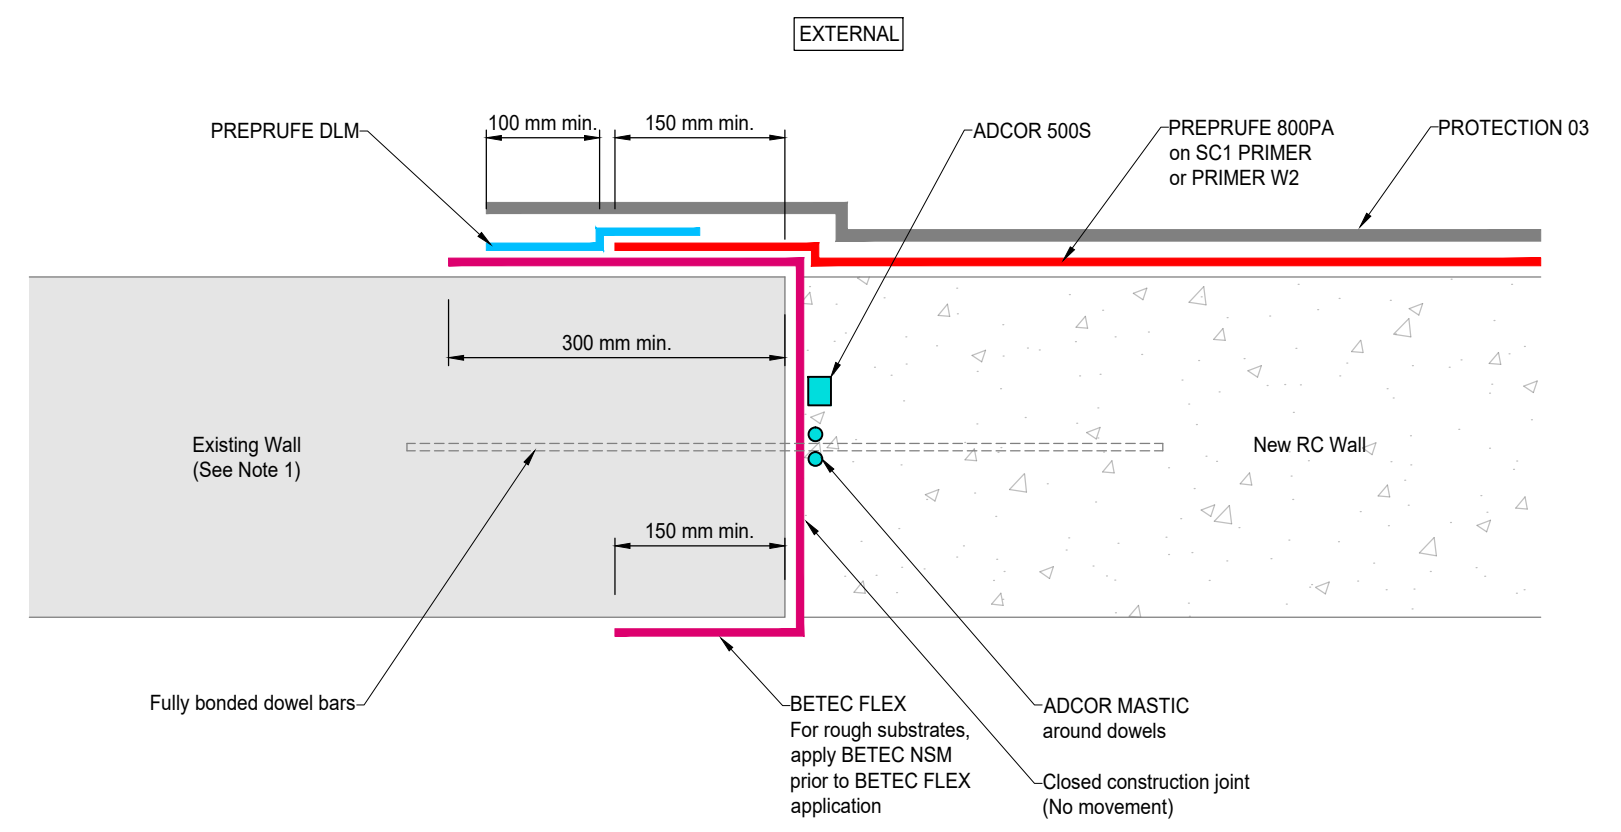 EXTERNAL
PREPRUFE DLM
100 mm min.
150 mm min.
ADCOR 500S
PREPRUFE 800PA
on SC1 PRIMER
or PRIMER W2
PROTECTION 03
300 mm min.
Existing Wall
(See Note 1)
New RC Wall
150 mm min.
Fully bonded dowel bars
BETEC FLEX
For rough substrates,
apply BETEC NSM
prior to BETEC FLEX
application
ADCOR MASTIC
around dowels
Closed construction joint
(No movement)